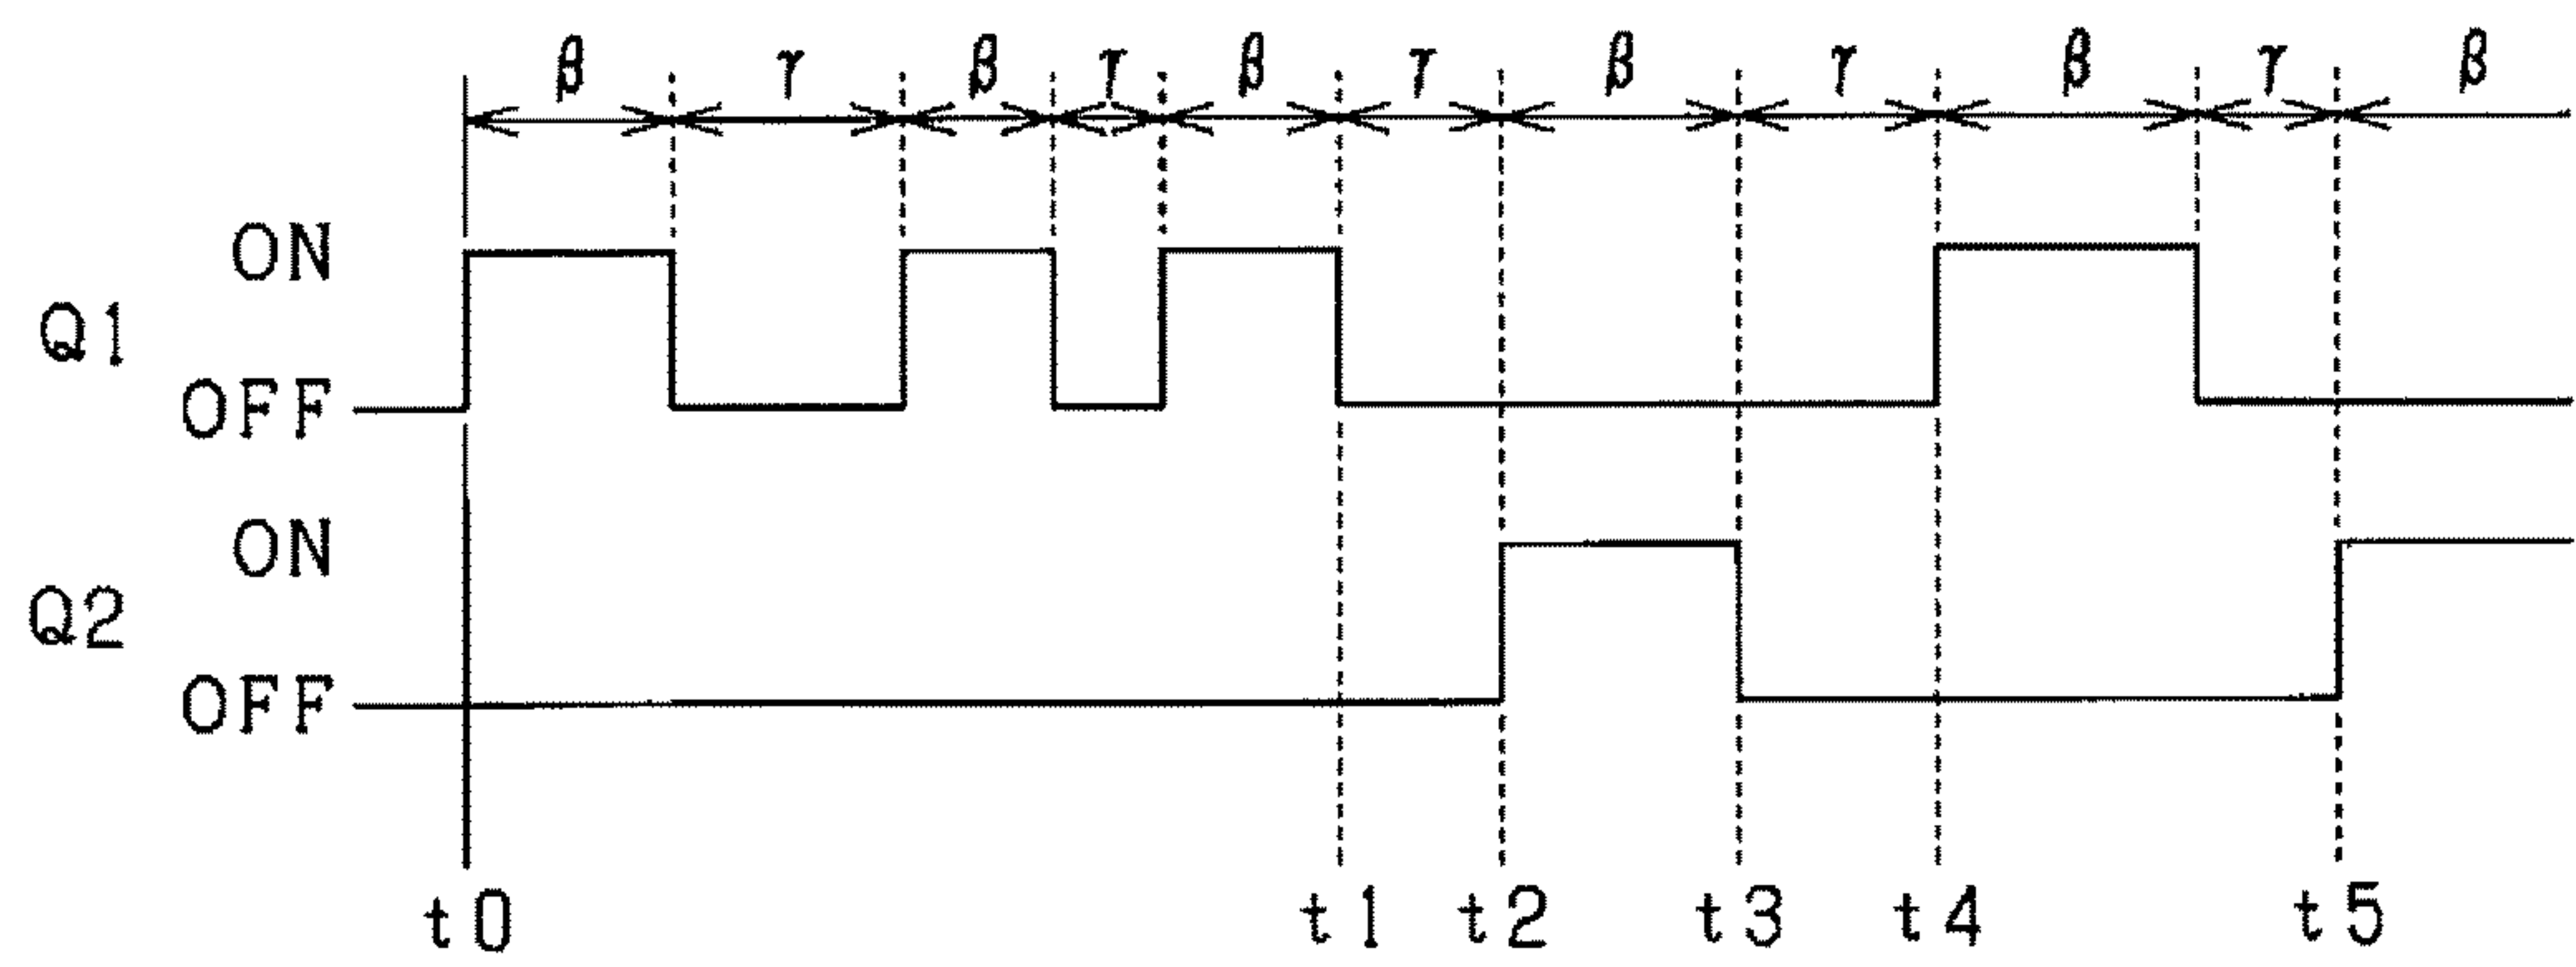 β γ β γ β γ β γ β γ β
ON
Q1
OFF
ON
Q2
OFF
t0 t1 t2 t3 t4 t5